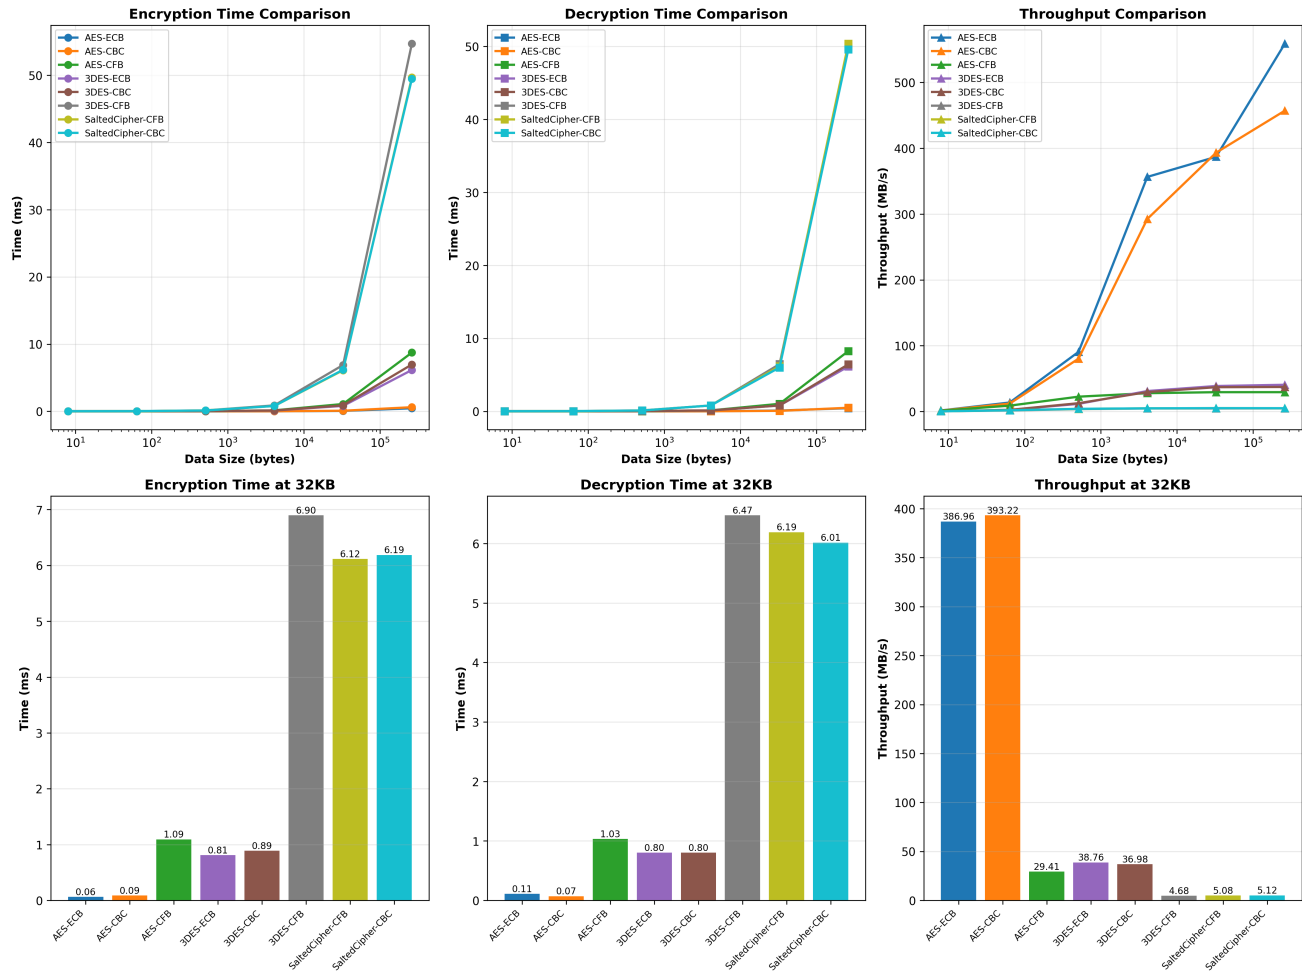 Encryption Time Comparison
Time (ms)
50
40
30
20
10
0
10¹ 10² 10³ 10⁴ 10⁵
Data Size (bytes)
AES-ECB
AES-CBC
AES-CFB
3DES-ECB
3DES-CBC
3DES-CFB
SaltedCipher-CFB
SaltedCipher-CBC
Decryption Time Comparison
Time (ms)
50
40
30
20
10
0
10¹ 10² 10³ 10⁴ 10⁵
Data Size (bytes)
AES-ECB
AES-CBC
AES-CFB
3DES-ECB
3DES-CBC
3DES-CFB
SaltedCipher-CFB
SaltedCipher-CBC
Throughput Comparison
Throughput (MB/s)
500
400
300
200
100
0
10¹ 10² 10³ 10⁴ 10⁵
Data Size (bytes)
AES-ECB
AES-CBC
AES-CFB
3DES-ECB
3DES-CBC
3DES-CFB
SaltedCipher-CFB
SaltedCipher-CBC
Encryption Time at 32KB
Time (ms)
7
6
5
4
3
2
1
0
0.06 0.09 1.09 0.81 0.89 6.90 6.12 6.19
AES-ECB
AES-CBC
AES-CFB
3DES-ECB
3DES-CBC
3DES-CFB
SaltedCipher-CFB
SaltedCipher-CBC
Decryption Time at 32KB
Time (ms)
6
5
4
3
2
1
0
0.11 0.07 1.03 0.80 0.80 6.47 6.19 6.01
AES-ECB
AES-CBC
AES-CFB
3DES-ECB
3DES-CBC
3DES-CFB
SaltedCipher-CFB
SaltedCipher-CBC
Throughput at 32KB
Throughput (MB/s)
400
350
300
250
200
150
100
50
0
386.96 393.22 29.41 38.76 36.98 4.68 5.08 5.12
AES-ECB
AES-CBC
AES-CFB
3DES-ECB
3DES-CBC
3DES-CFB
SaltedCipher-CFB
SaltedCipher-CBC